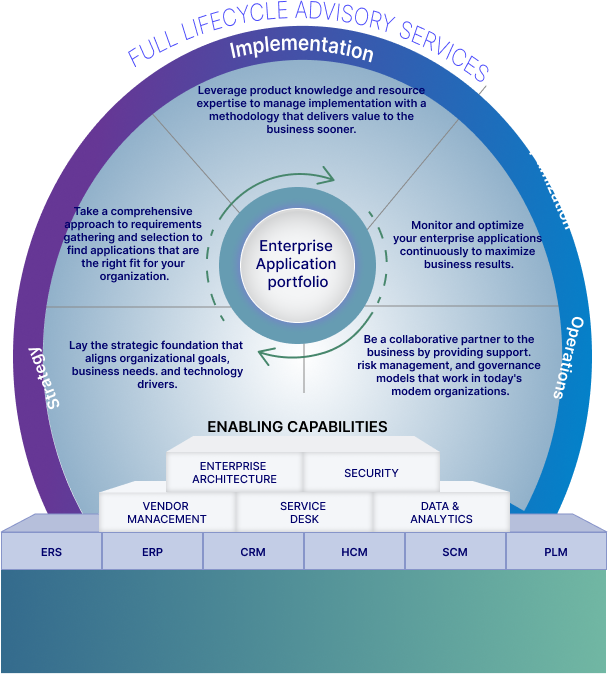 FULL LIFECYCLE ADVISORY SERVICES
Implementation
Leverage product knowledge and resource
expertise to manage implementation with a
methodology that delivers value to the
business sooner.
Take a comprehensive
approach to requirements
gathering and selection to
find applications that are
the right fit for your
organization.
Enterprise
Application
portfolio
Monitor and optimize
your enterprise applications
continuously to maximize
business results.
Strategy
Lay the strategic foundation that
aligns organizational goals,
business needs. and technology
drivers.
Be a collaborative partner to the
business by providing support.
risk management, and governance
models that work in today's
modem organizations.
Operations
ENABLING CAPABILITIES
ENTERPRISE
ARCHITECTURE
SECURITY
VENDOR
MANAGEMENT
SERVICE
DESK
DATA &
ANALYTICS
ERS
ERP
CRM
HCM
SCM
PLM